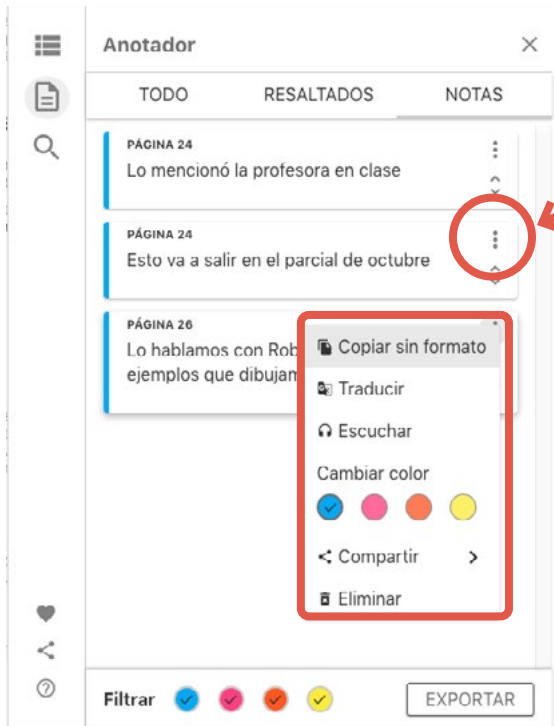 Anotador
TODO RESALTADOS NOTAS
PÁGINA 24
Lo mencionó la profesora en clase
PÁGINA 24
Esto va a salir en el parcial de octubre
PÁGINA 26
Lo hablamos con Rob
ejemplos que
Copiar sin formato
Traducir
Escuchar
Cambiar color
Compartir
Eliminar
Filtrar
EXPORTAR